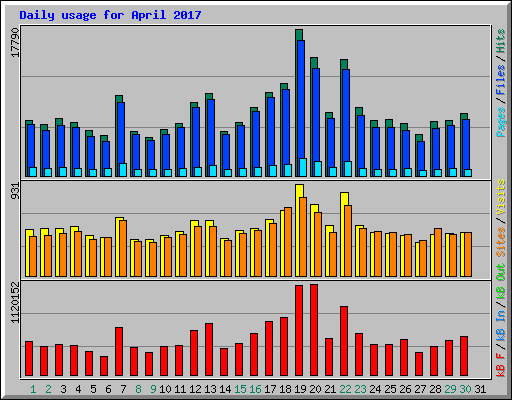 Daily usage for April 2017
17790
Pages / Files / Hits
931
Sites / Visits
1120152
kB F / kB In / kB Out
1 2 3 4 5 6 7 8 9 10 11 12 13 14 15 16 17 18 19 20 21 22 23 24 25 26 27 28 29 30 31